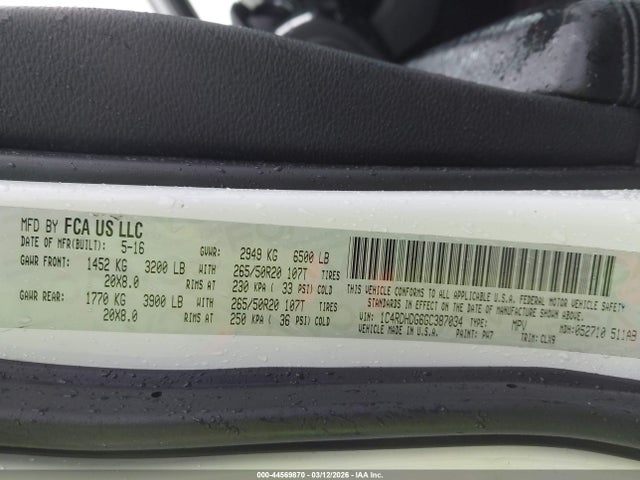 MFD BY FCA US LLC
DATE OF MFR(BUILT): 5-16 GVWR: 2949 KG 6500 LB
GAWR FRONT: 1452 KG 3200 LB WITH 265/50R20 107T TIRES
20X8.0 RIMS AT 230 KPA ( 33 PSI) COLD
GAWR REAR: 1770 KG 3900 LB WITH 265/50R20 107T TIRES
20X8.0 RIMS AT 250 KPA ( 36 PSI) COLD
THIS VEHICLE CONFORMS TO ALL APPLICABLE U.S.A. FEDERAL MOTOR VEHICLE SAFETY
STANDARDS IN EFFECT ON THE DATE OF MANUFACTURE SHOWN ABOVE.
VIN: 1C4RDHDG6GC387034 TYPE: MPV MDH: 052710 511AB
VEHICLE MADE IN U.S.A. PAINT: PW7 TRIM: CLV9
000-44569870 | 03/12/2026 | IAA Inc.